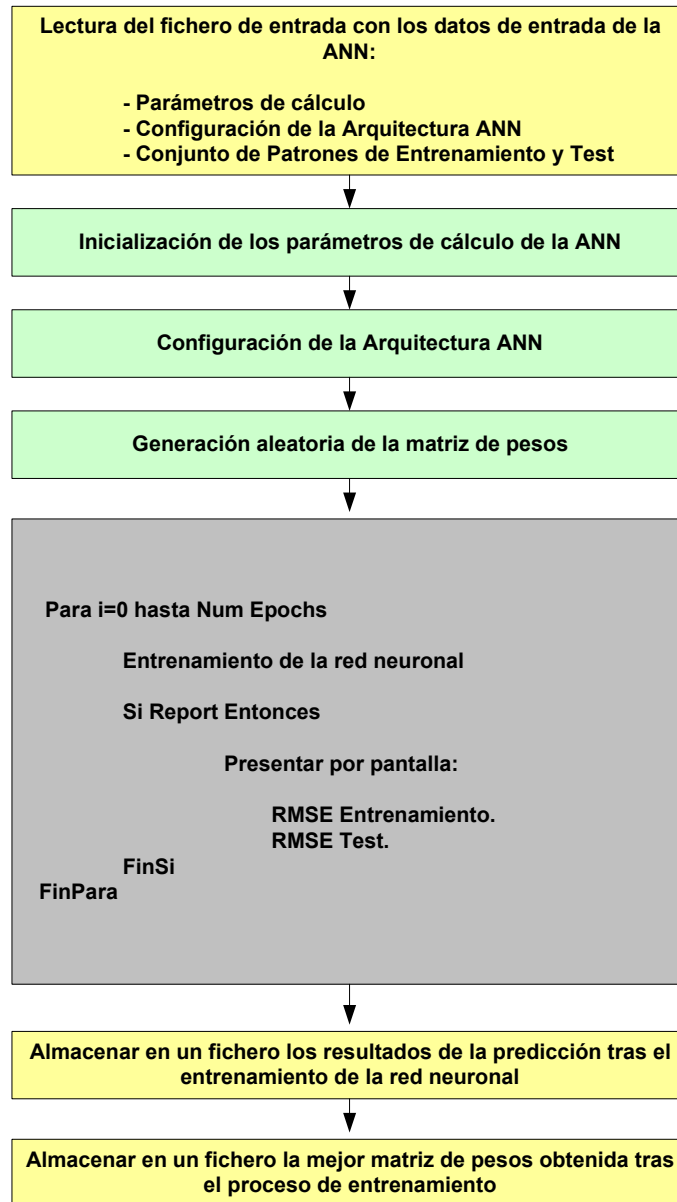 Lectura del fichero de entrada con los datos de entrada de la
ANN:
- Parámetros de cálculo
- Configuración de la Arquitectura ANN
- Conjunto de Patrones de Entrenamiento y Test
Inicialización de los parámetros de cálculo de la ANN
Configuración de la Arquitectura ANN
Generación aleatoria de la matriz de pesos
Para i=0 hasta Num Epochs
Entrenamiento de la red neuronal
Si Report Entonces
Presentar por pantalla:
RMSE Entrenamiento.
RMSE Test.
FinSi
FinPara
Almacenar en un fichero los resultados de la predicción tras el
entrenamiento de la red neuronal
Almacenar en un fichero la mejor matriz de pesos obtenida tras
el proceso de entrenamiento